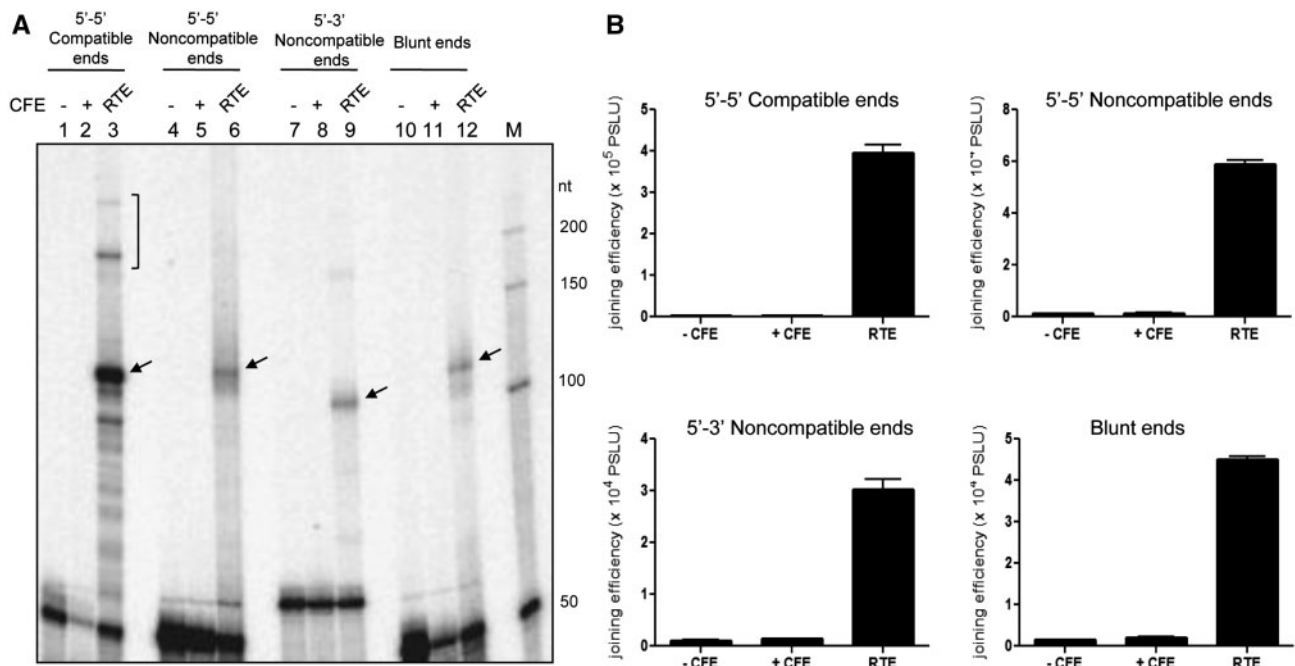 A
5'-5' Compatible ends
5'-5' Noncompatible ends
5'-3' Noncompatible ends
Blunt ends
CFE - + RTE - + RTE - + RTE - + RTE
1 2 3 4 5 6 7 8 9 10 11 12 M
nt
200
150
100
50
B
5'-5' Compatible ends
joining efficiency (x 10⁵ PSLU)
5
4
3
2
1
0
- CFE + CFE RTE
5'-5' Noncompatible ends
joining efficiency (x 10 PSLU)
8
6
4
2
0
- CFE + CFE RTE
5'-3' Noncompatible ends
joining efficiency (x 10⁴ PSLU)
4
3
2
1
0
- CFE + CFE RTE
Blunt ends
joining efficiency (x 10⁴ PSLU)
5
4
3
2
1
0
- CFE + CFE RTE